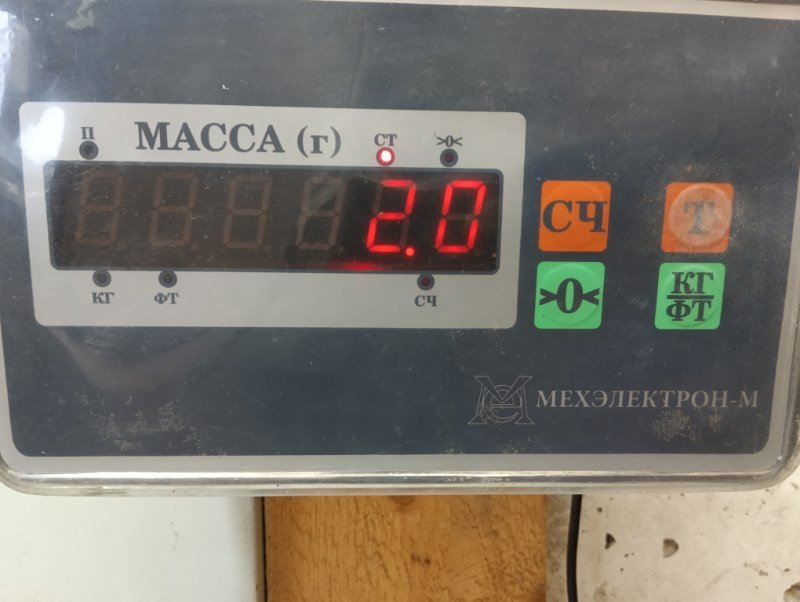 П
МАССА (г)
СТ
>0<
2.0
КГ
ФТ
СЧ
СЧ
Т
>0<
КГ
ФТ
МЕХЭЛЕКТРОН-М